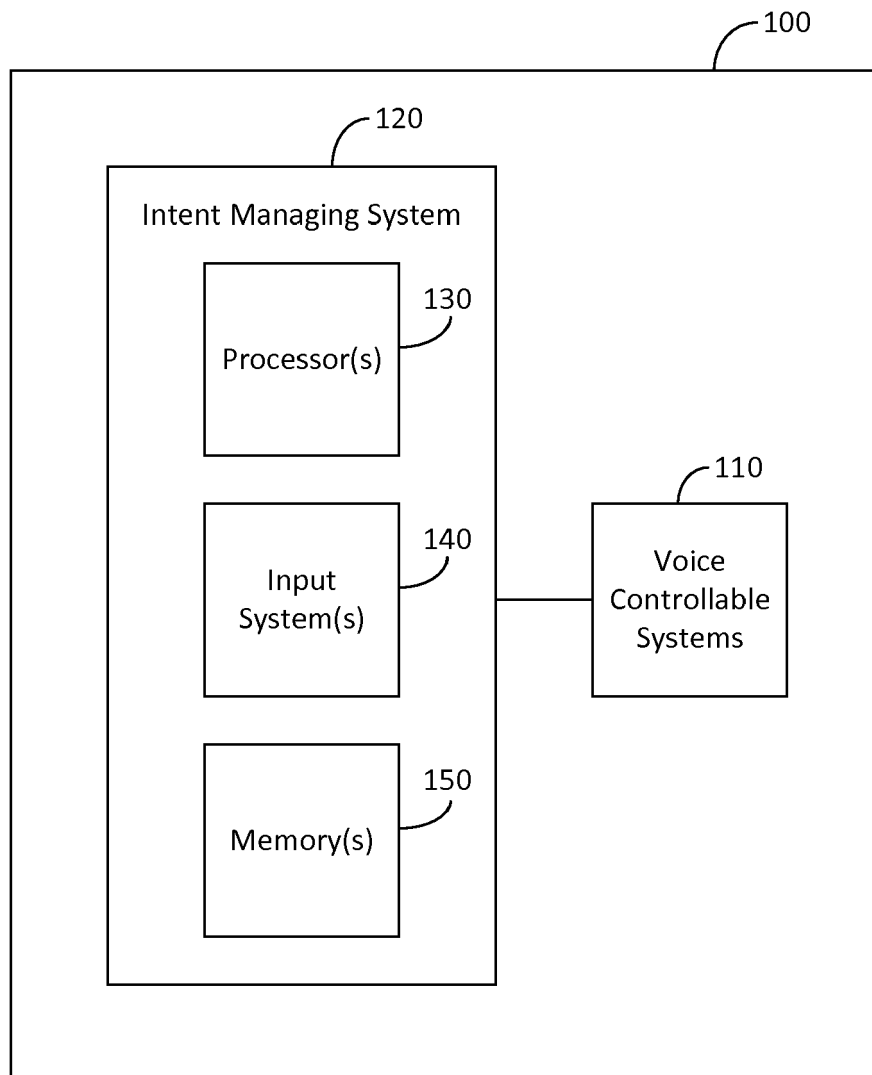 100
120
Intent Managing System
130
Processor(s)
110
140
Input
System(s)
Voice
Controllable
Systems
150
Memory(s)